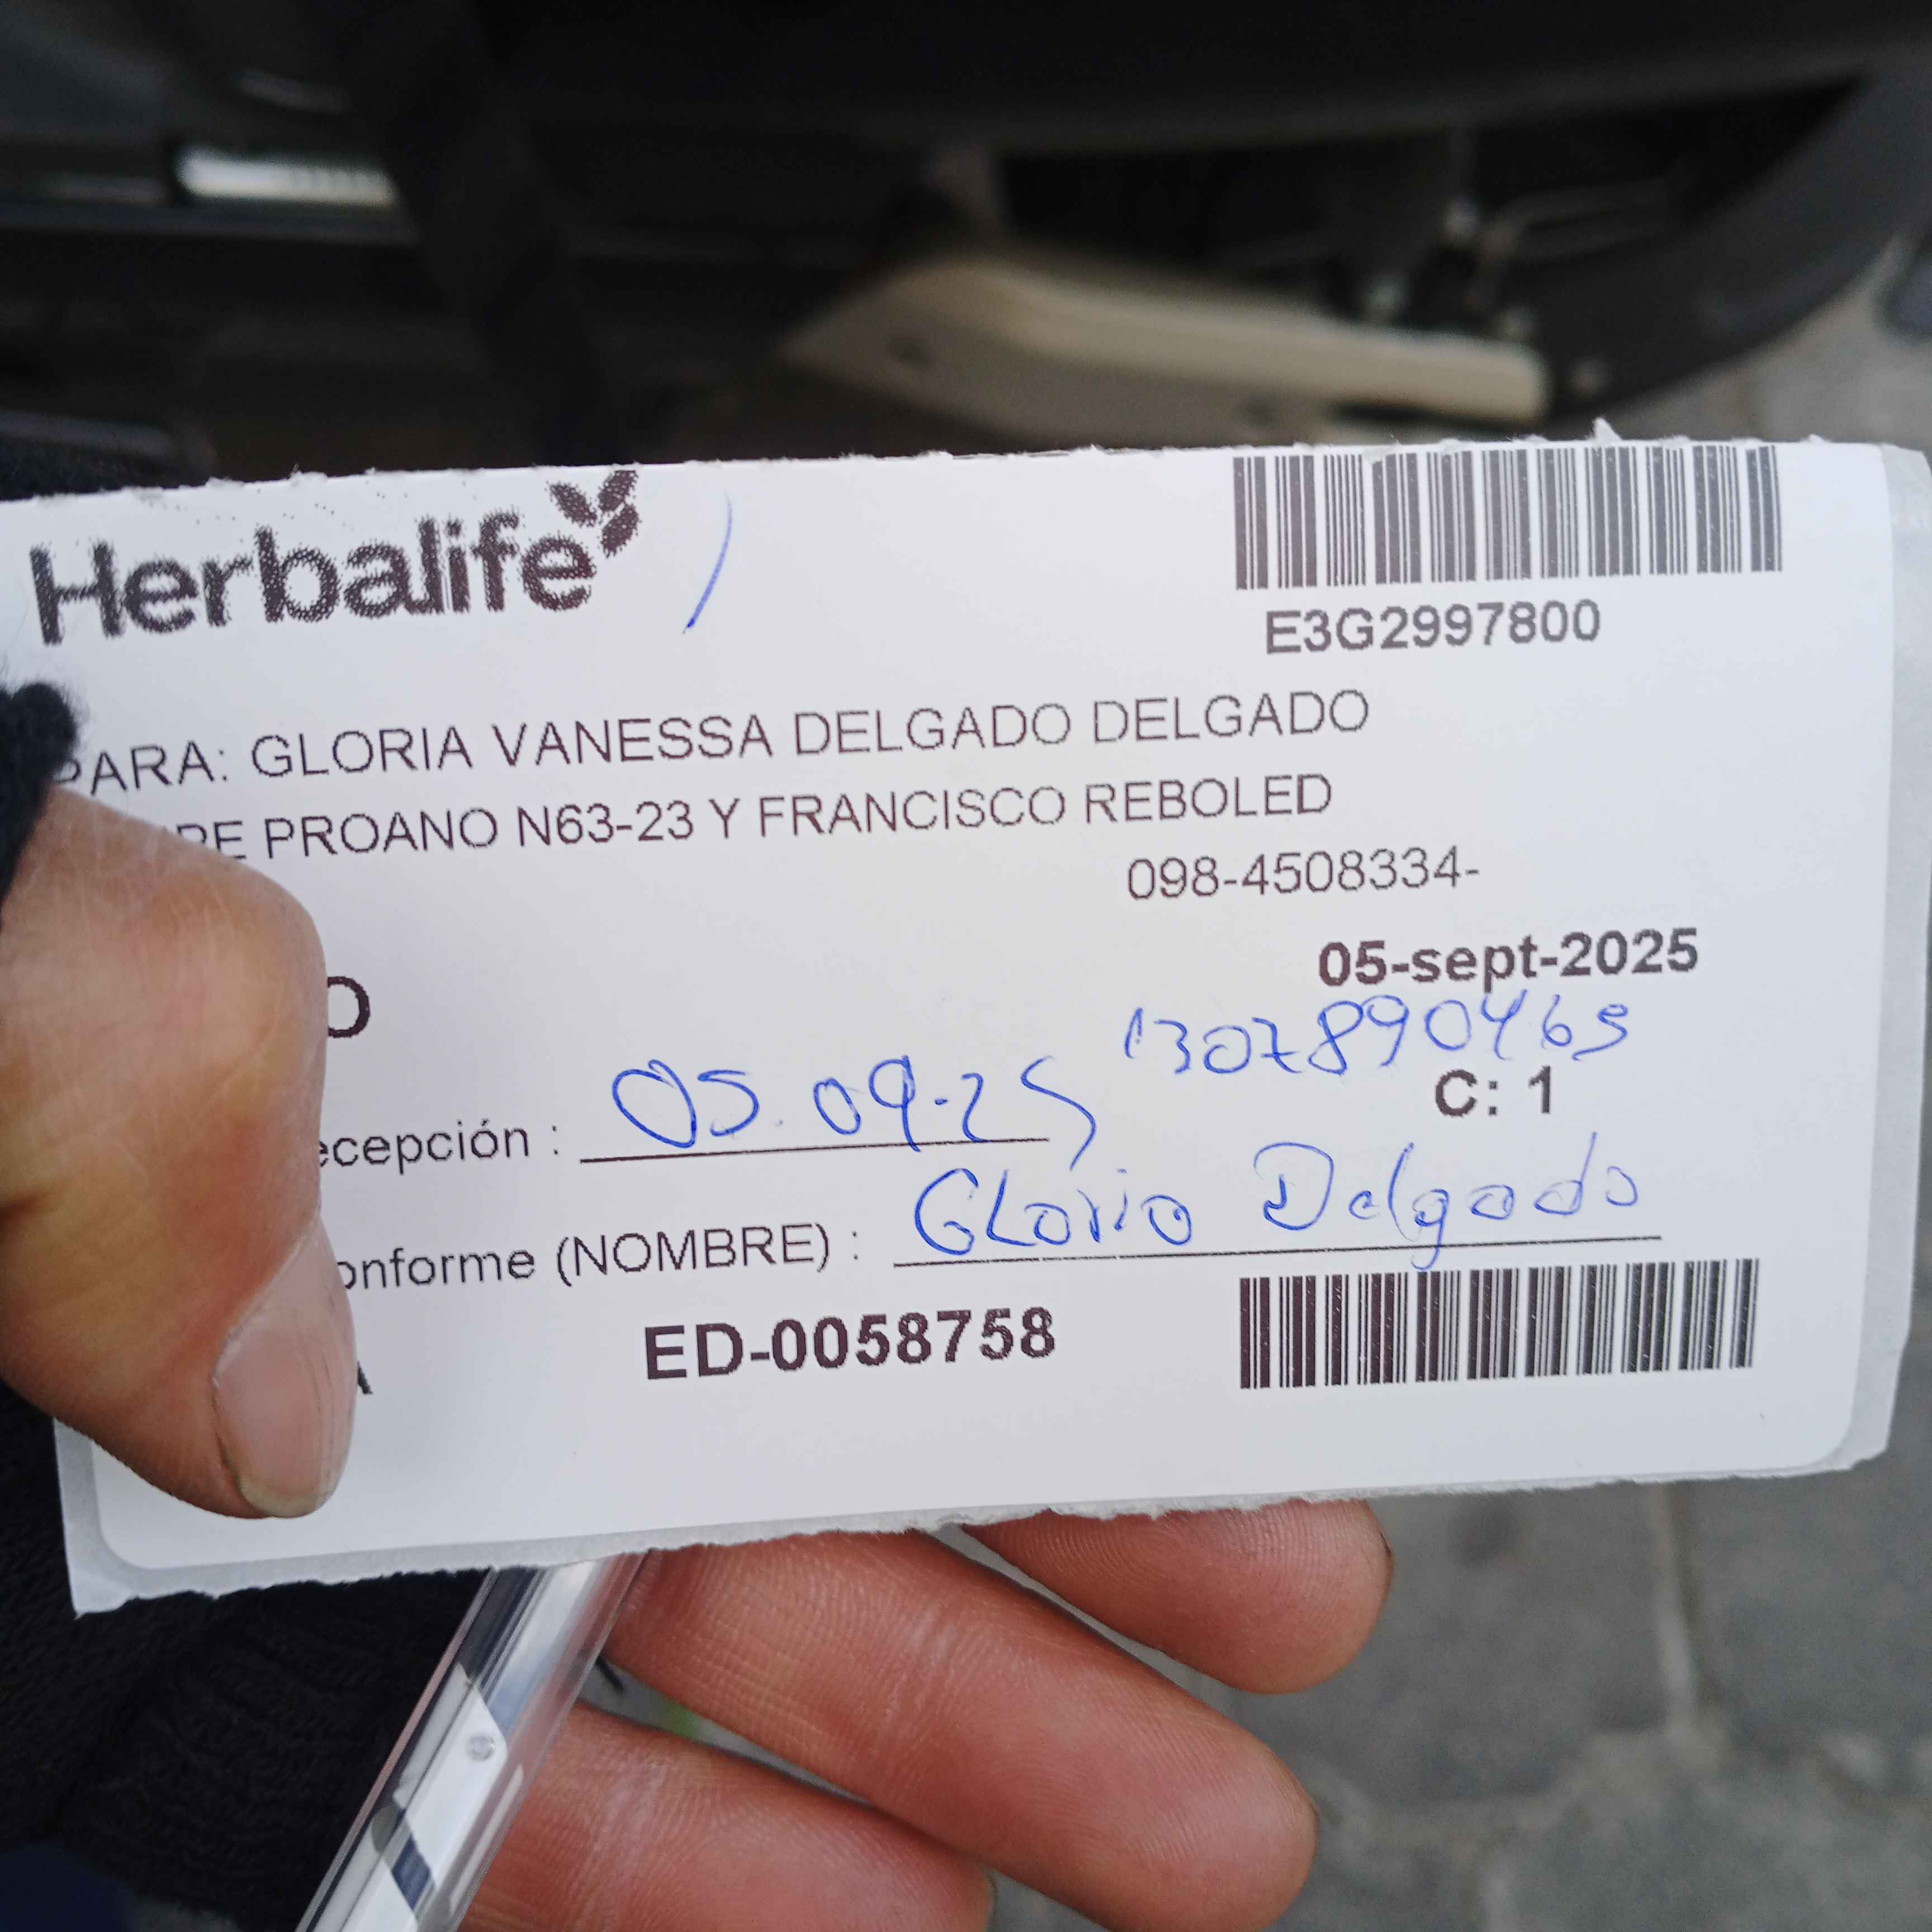 Herbalife
E3G2997800
PARA: GLORIA VANESSA DELGADO DELGADO
PROANO N63-23 Y FRANCISCO REBOLED
098-4508334-
05-sept-2025
1307890469
C: 1
ecepción : 05.09-25
onforme (NOMBRE) : GLoria Delgado
ED-0058758